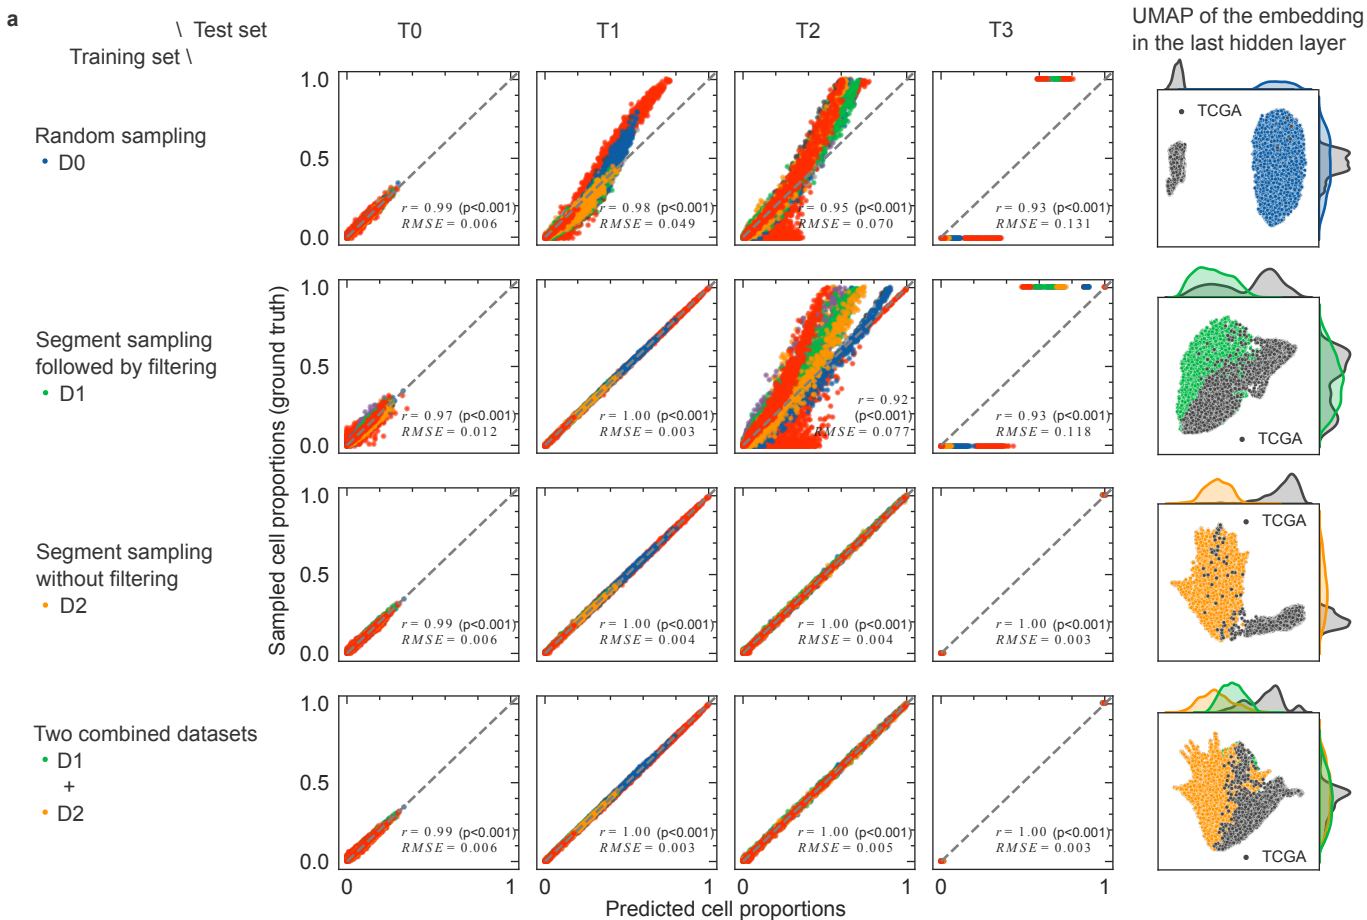 a
\ Test set
Training set \
T0
T1
T2
T3
UMAP of the embedding
in the last hidden layer
Random sampling
• D0
1.0
0.5
0.0
r = 0.99 (p<0.001)
RMSE = 0.006
r = 0.98 (p<0.001)
RMSE = 0.049
r = 0.95 (p<0.001)
RMSE = 0.070
r = 0.93 (p<0.001)
RMSE = 0.131
• TCGA
Segment sampling
followed by filtering
• D1
Sampled cell proportions (ground truth)
1.0
0.5
0.0
r = 0.97 (p<0.001)
RMSE = 0.012
r = 1.00 (p<0.001)
RMSE = 0.003
r = 0.92
(p<0.001)
RMSE = 0.077
r = 0.93 (p<0.001)
RMSE = 0.118
• TCGA
Segment sampling
without filtering
• D2
1.0
0.5
0.0
r = 0.99 (p<0.001)
RMSE = 0.006
r = 1.00 (p<0.001)
RMSE = 0.004
r = 1.00 (p<0.001)
RMSE = 0.004
r = 1.00 (p<0.001)
RMSE = 0.003
• TCGA
Two combined datasets
• D1
+
• D2
1.0
0.5
0.0
r = 0.99 (p<0.001)
RMSE = 0.006
r = 1.00 (p<0.001)
RMSE = 0.003
r = 1.00 (p<0.001)
RMSE = 0.005
r = 1.00 (p<0.001)
RMSE = 0.003
• TCGA
0 1 0 1 0 1 0 1
Predicted cell proportions